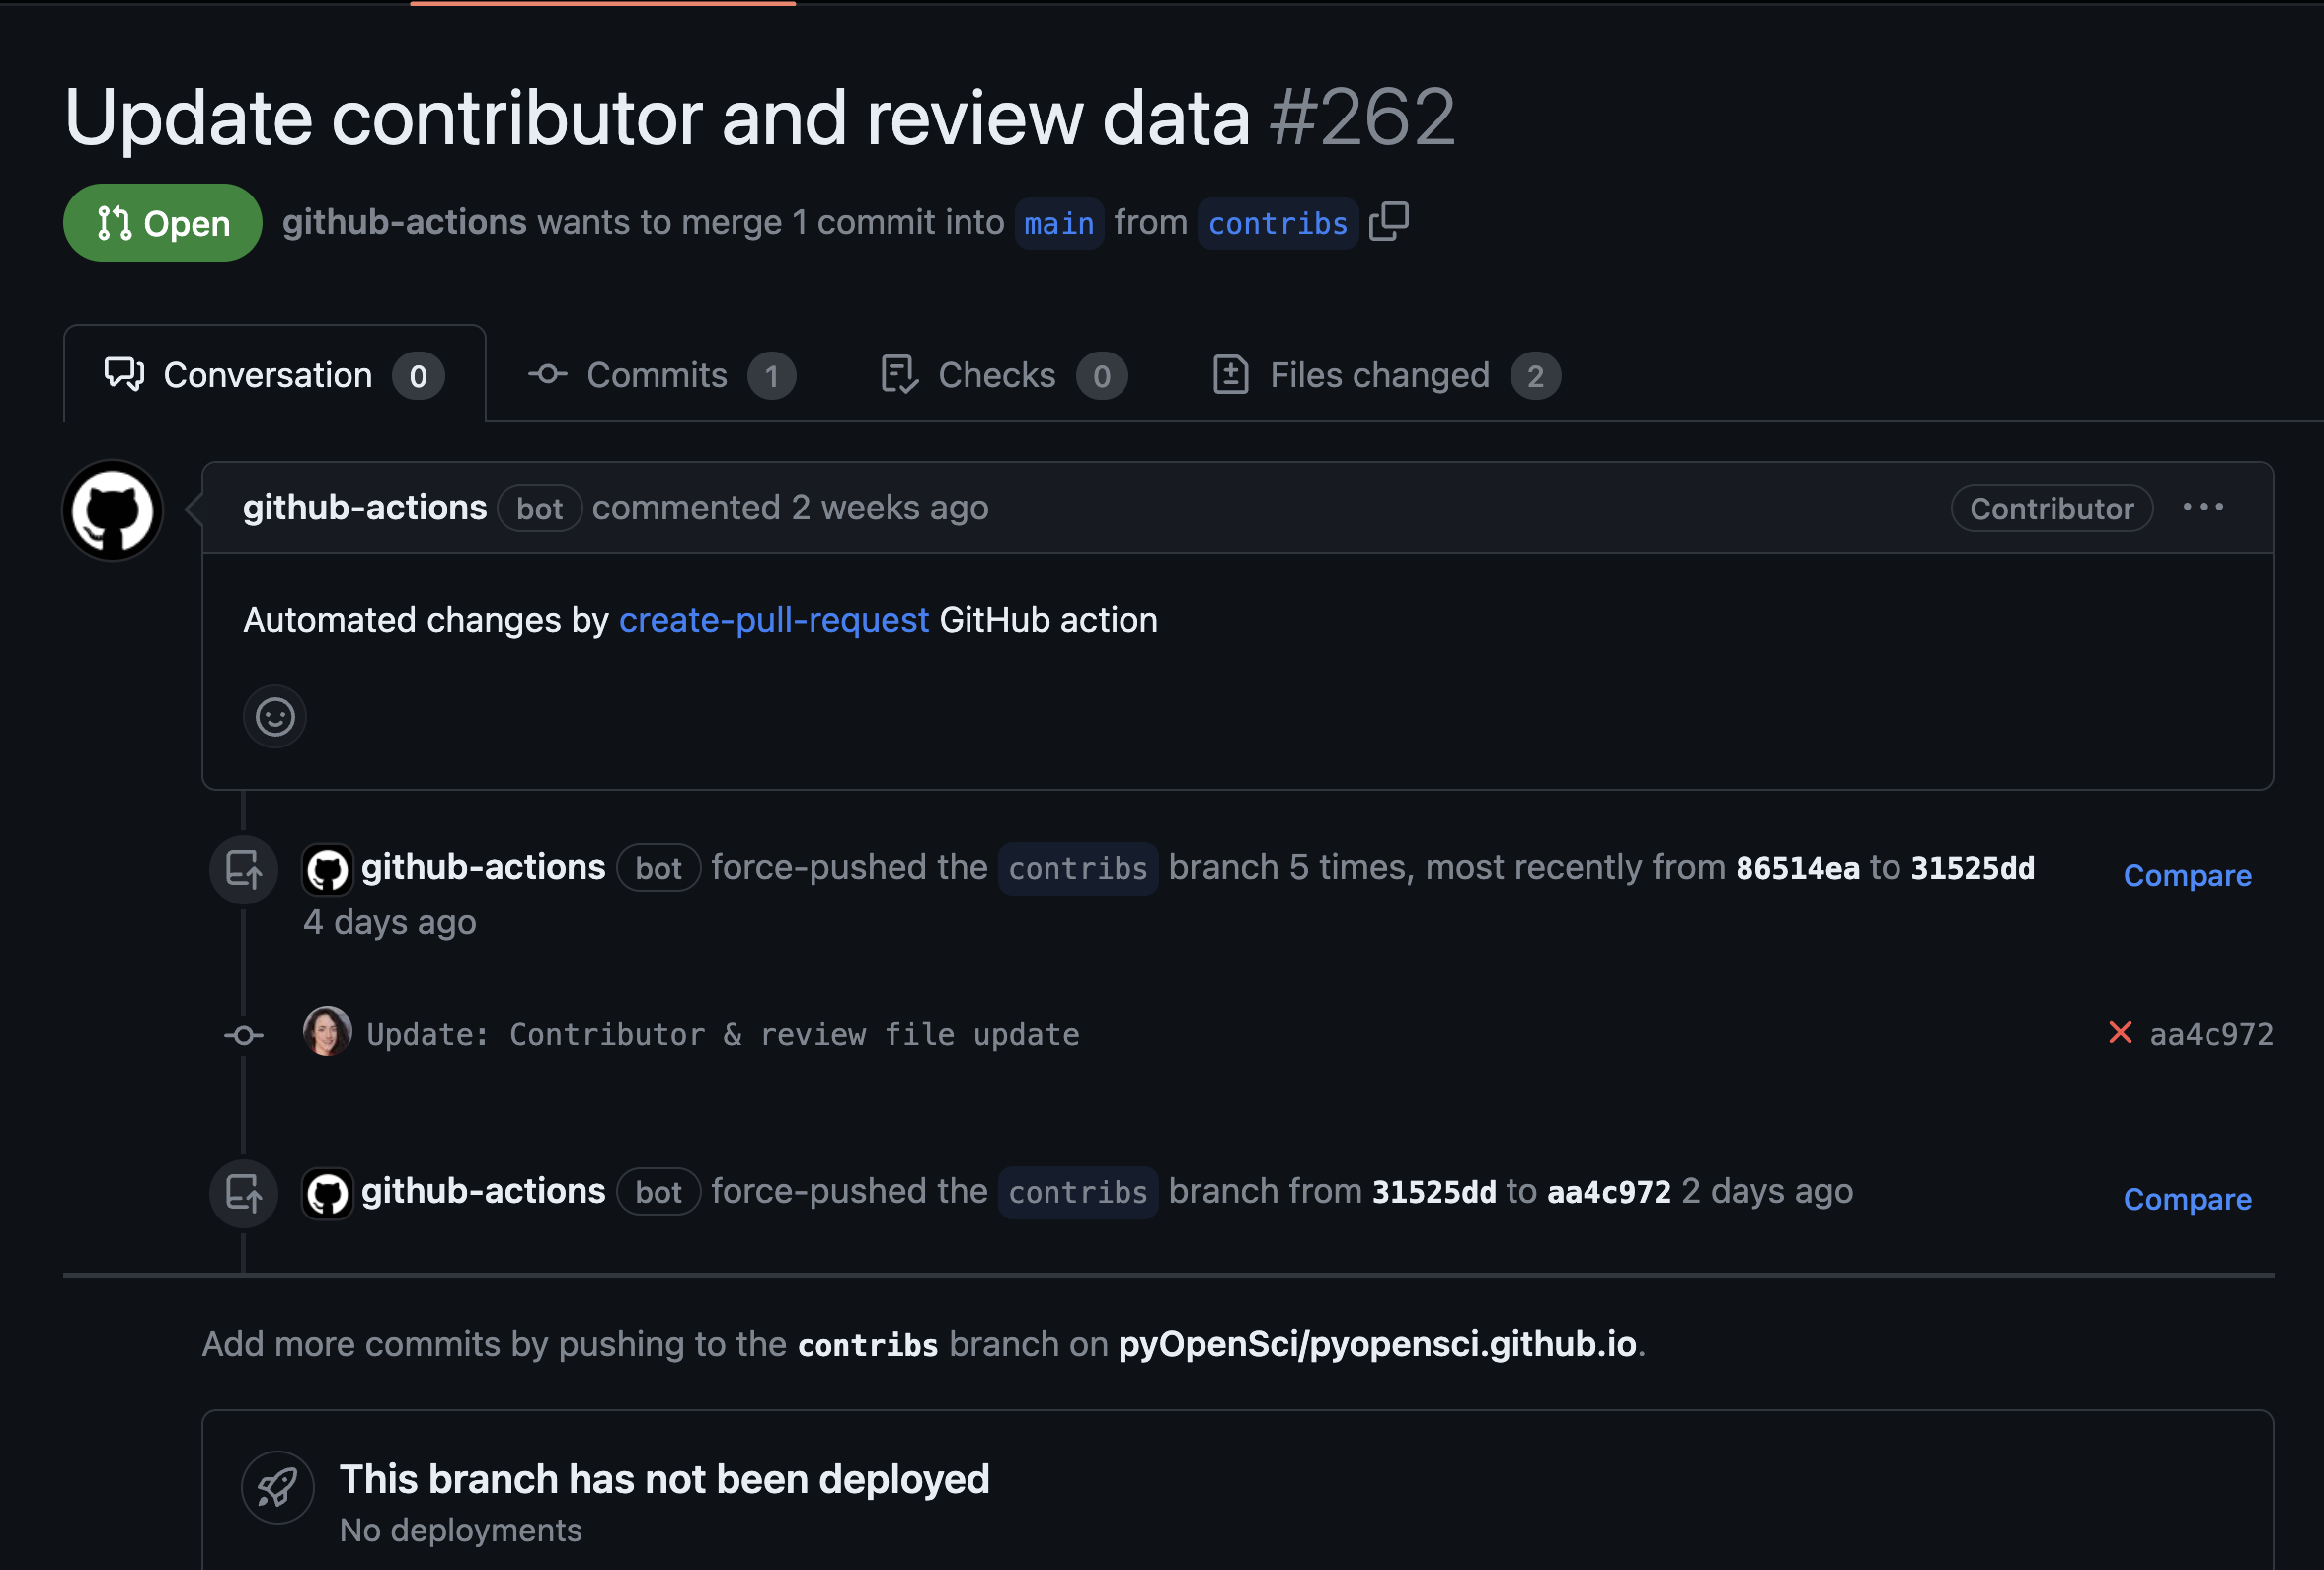 Update contributor and review data #262
Open github-actions wants to merge 1 commit into main from contribs
Conversation 0 Commits 1 Checks 0 Files changed 2
github-actions bot commented 2 weeks ago Contributor ...
Automated changes by create-pull-request GitHub action
github-actions bot force-pushed the contribs branch 5 times, most recently from 86514ea to 31525dd Compare
4 days ago
Update: Contributor & review file update aa4c972
github-actions bot force-pushed the contribs branch from 31525dd to aa4c972 2 days ago Compare
Add more commits by pushing to the contribs branch on pyOpenSci/pyopensci.github.io.
This branch has not been deployed
No deployments